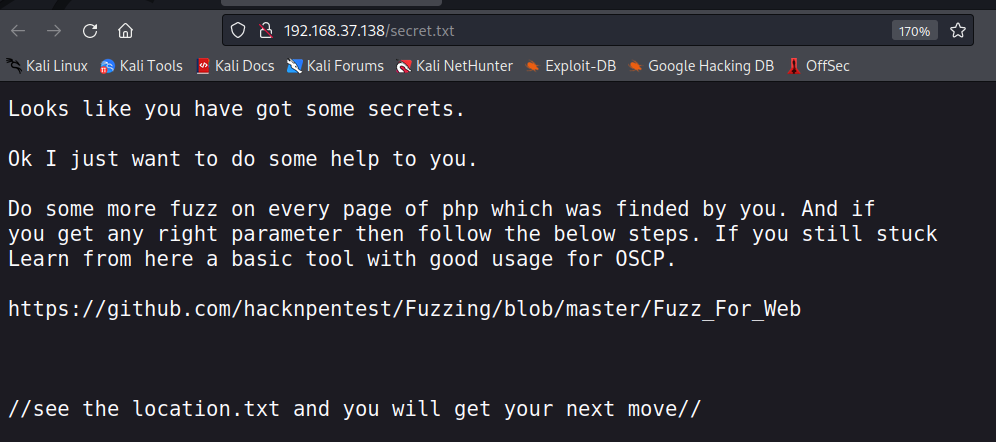 192.168.37.138/secret.txt
170%
Kali Linux Kali Tools Kali Docs Kali Forums Kali NetHunter Exploit-DB Google Hacking DB OffSec
Looks like you have got some secrets.
Ok I just want to do some help to you.
Do some more fuzz on every page of php which was finded by you. And if
you get any right parameter then follow the below steps. If you still stuck
Learn from here a basic tool with good usage for OSCP.
https://github.com/hacknpentest/Fuzzing/blob/master/Fuzz_For_Web
//see the location.txt and you will get your next move//